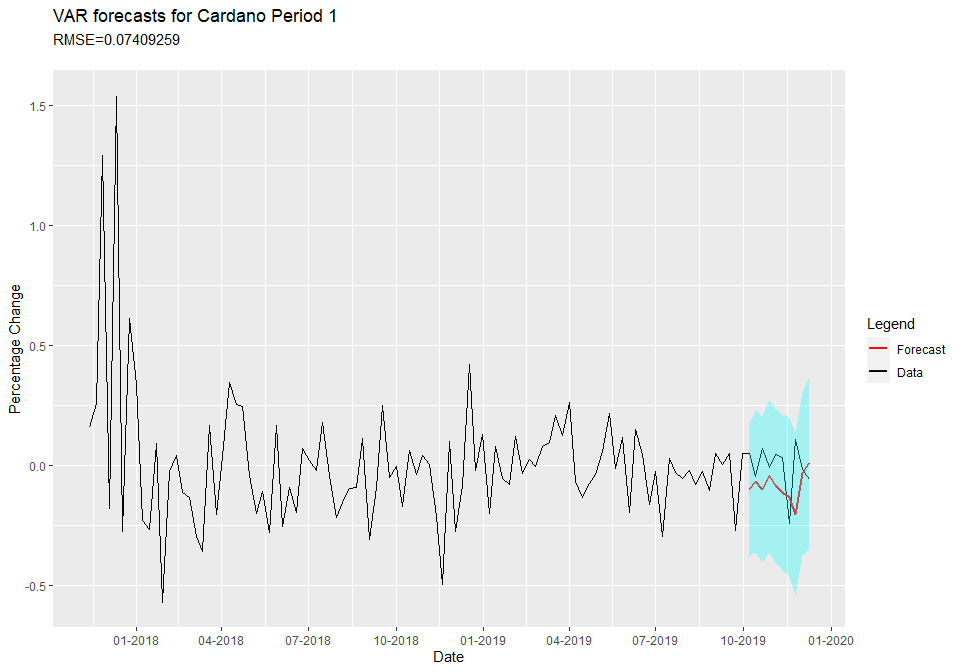 VAR forecasts for Cardano Period 1
RMSE=0.07409259
Percentage Change
1.5
1.0
0.5
0.0
-0.5
01-2018 04-2018 07-2018 10-2018 01-2019 04-2019 07-2019 10-2019 01-2020
Date
Legend
Forecast
Data